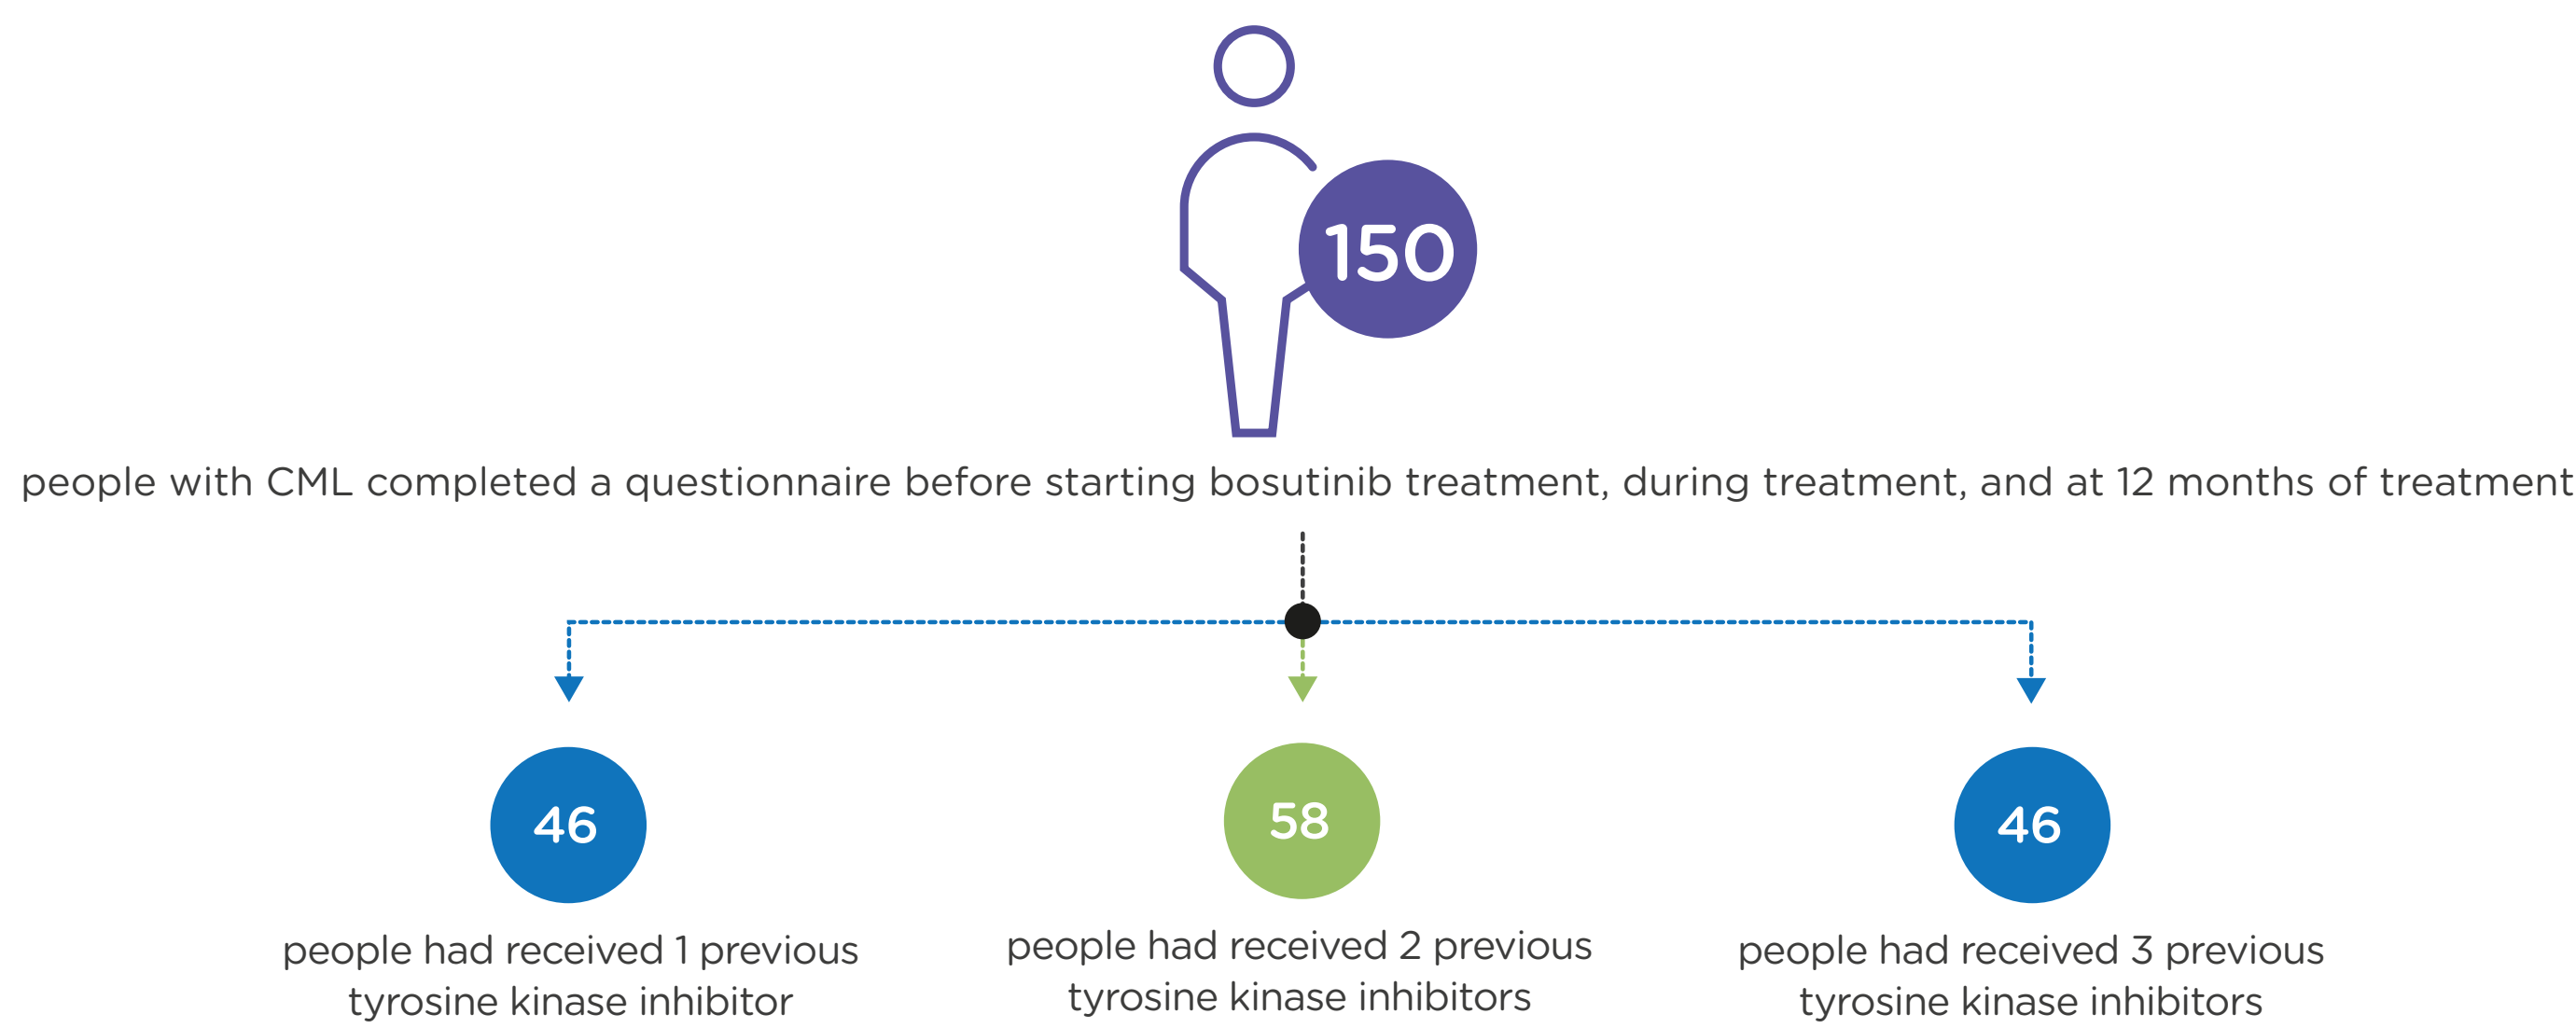 150
people with CML completed a questionnaire before starting bosutinib treatment, during treatment, and at 12 months of treatment
46
people had received 1 previous
tyrosine kinase inhibitor
58
people had received 2 previous
tyrosine kinase inhibitors
46
people had received 3 previous
tyrosine kinase inhibitors